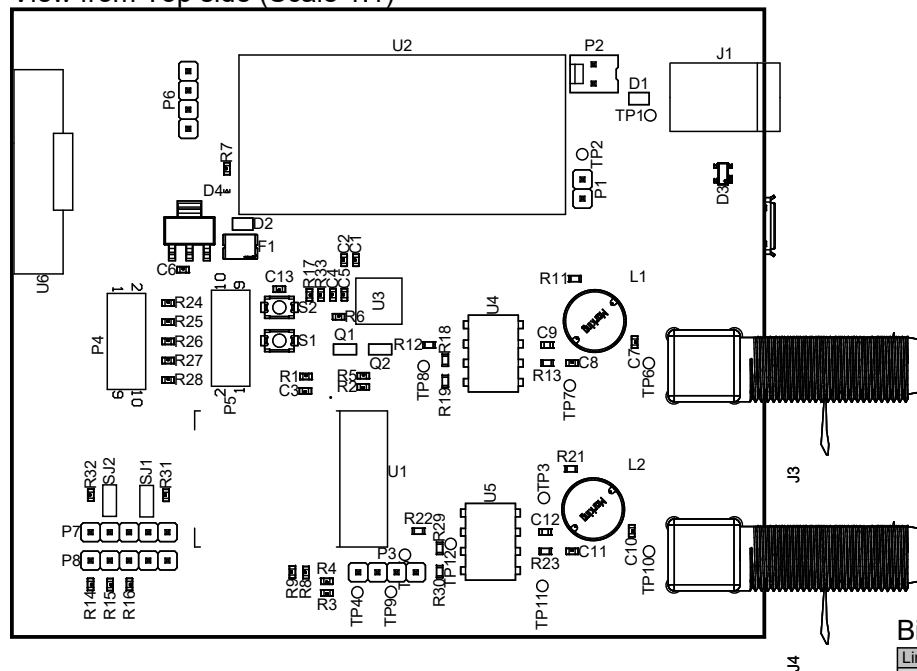 View from Top side (Scale 1:1)
U2
P2
J1
D1
TP1
P6
TP2
R7
P1
D4
D3
D2
F1
C2
C1
U6
C6
C13
R17
R33
C4
C5
U3
R11
L1
10
9
1
2
R24
S2
R6
U4
R25
C9
P4
R26
S1
Q1
R12
R18
C7
R27
Q2
R13
C8
TP6
R28
R1
R5
TP8
TP7
9
10
C3
R2
R19
2
1
P5
J3
R32
SJ2
SJ1
R31
U1
R21
L2
TP3
U5
P7
R22
R29
C12
C10
P8
P3
TP12
R23
C11
TP10
R14
R15
R16
R9
R8
R4
R3
TP4
TP9
R30
TP11
J4